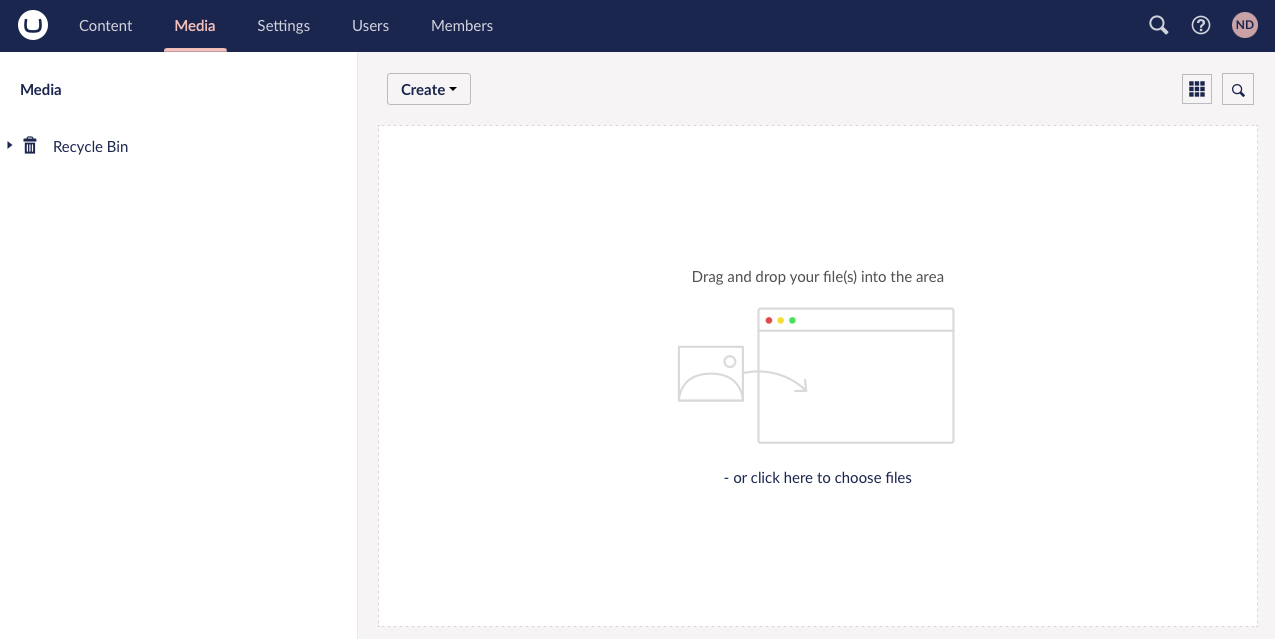 Content Media Settings Users Members ND
Media
Recycle Bin
Create
Drag and drop your file(s) into the area
- or click here to choose files